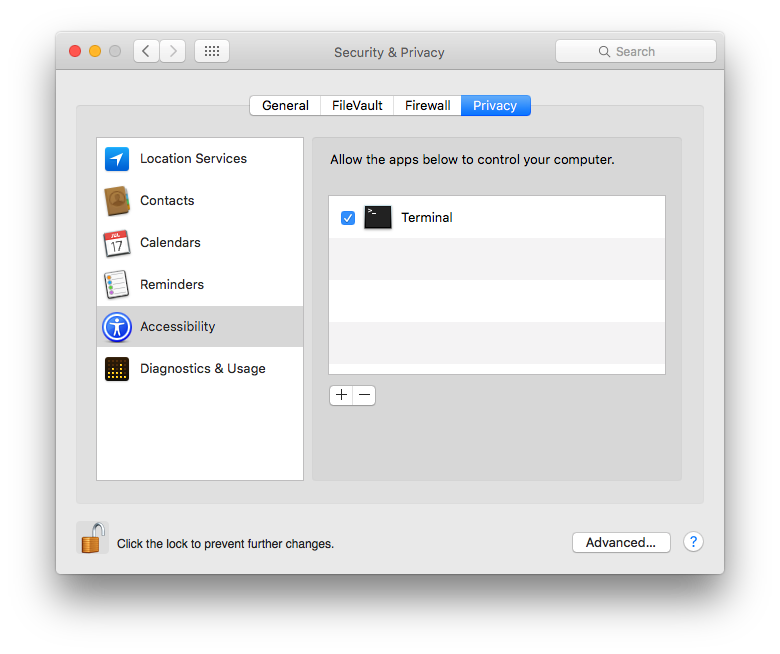 Security & Privacy
Search
General
FileVault
Firewall
Privacy
Location Services
Contacts
JUL
17
Calendars
Reminders
Accessibility
Diagnostics & Usage
Allow the apps below to control your computer.
>_
Terminal
+
−
Click the lock to prevent further changes.
Advanced...
?